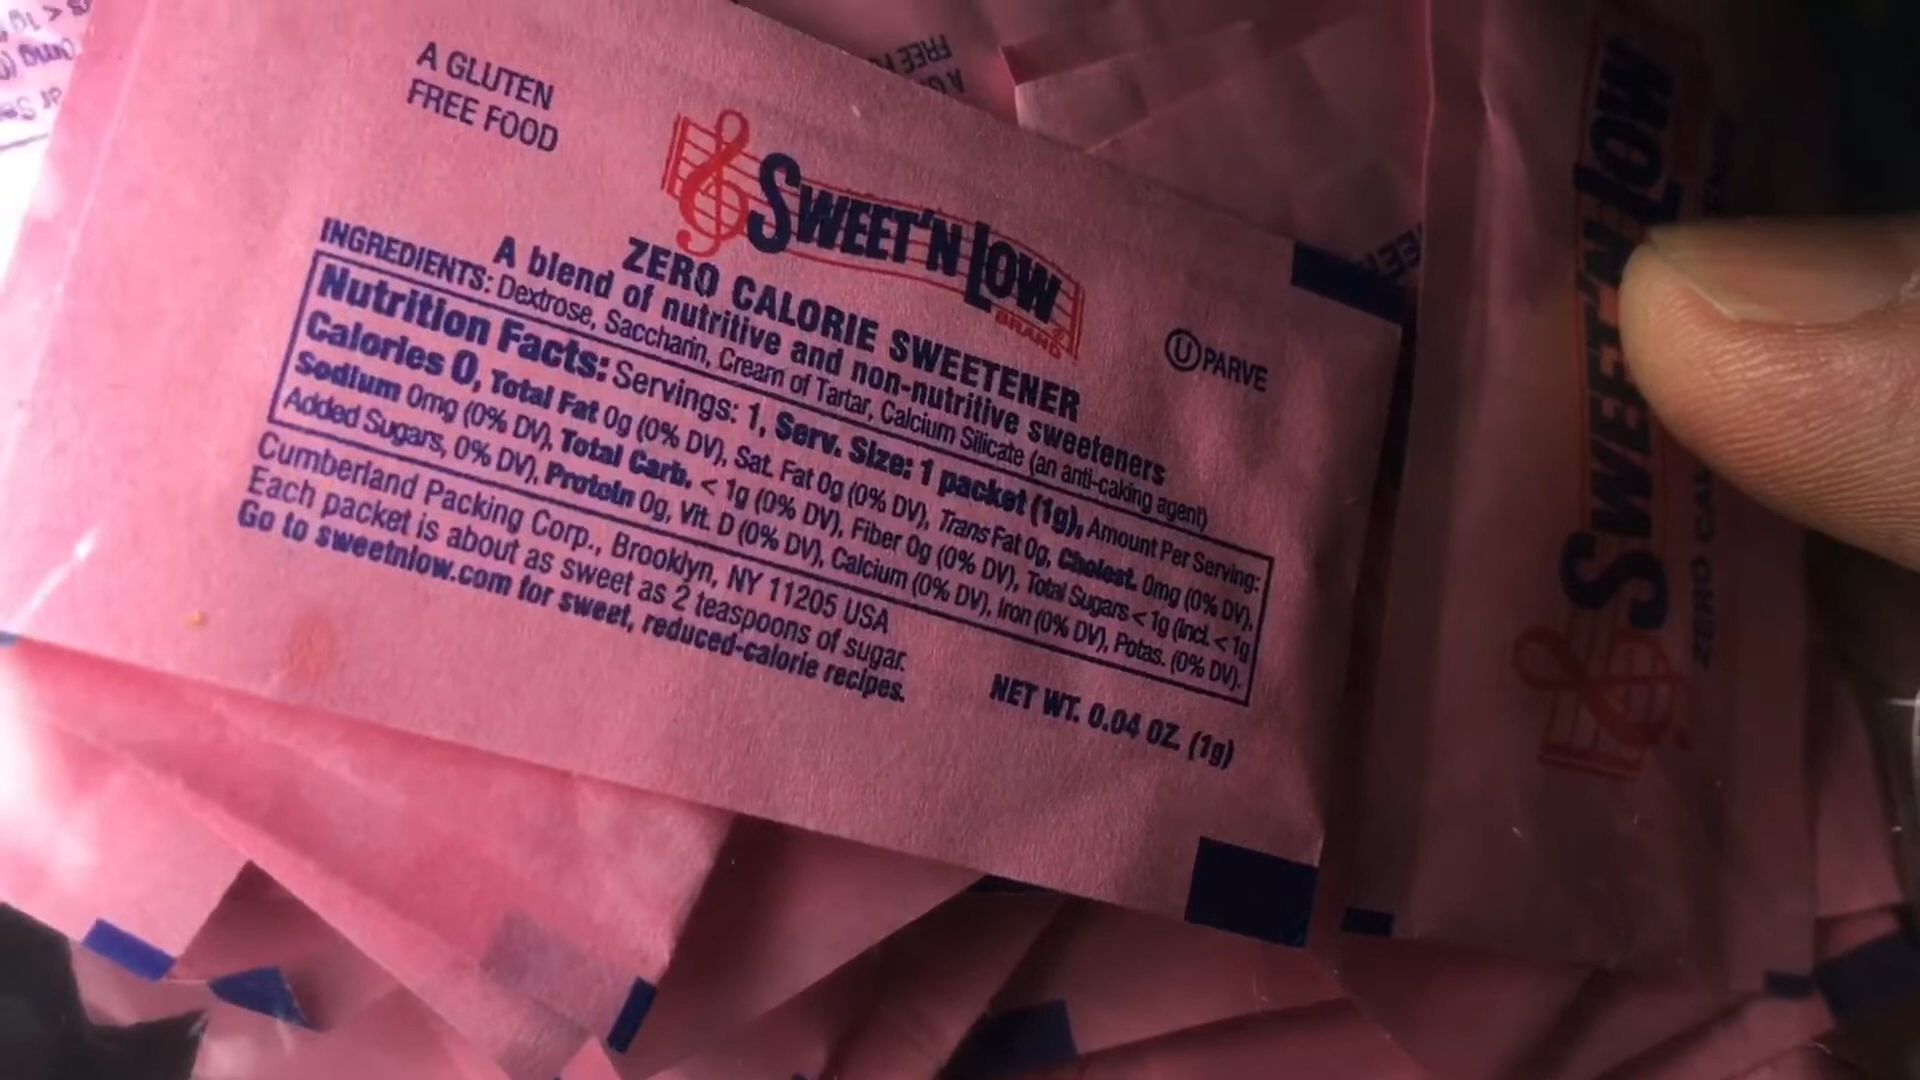 A GLUTEN
FREE FOOD
SWEET'N LOW
BRAND
ZERO CALORIE SWEETENER
A blend of nutritive and non-nutritive sweeteners
INGREDIENTS: Dextrose, Saccharin, Cream of Tartar, Calcium Silicate (an anti-caking agent)
U PARVE
Nutrition Facts: Servings: 1, Serv. Size: 1 packet (1g), Amount Per Serving:
Calories 0, Total Fat 0g (0% DV), Sat. Fat 0g (0% DV), Trans Fat 0g, Cholest. 0mg (0% DV),
Sodium 0mg (0% DV), Total Carb. < 1g (0% DV), Fiber 0g (0% DV), Total Sugars < 1g (Incl. < 1g
Added Sugars, 0% DV), Protein 0g, Vit. D (0% DV), Calcium (0% DV), Iron (0% DV), Potas. (0% DV).
Cumberland Packing Corp., Brooklyn, NY 11205 USA
Each packet is about as sweet as 2 teaspoons of sugar.
Go to sweetnlow.com for sweet, reduced-calorie recipes.
NET WT. 0.04 OZ. (1g)
SWEET'N LOW
ZERO CAL
FREE